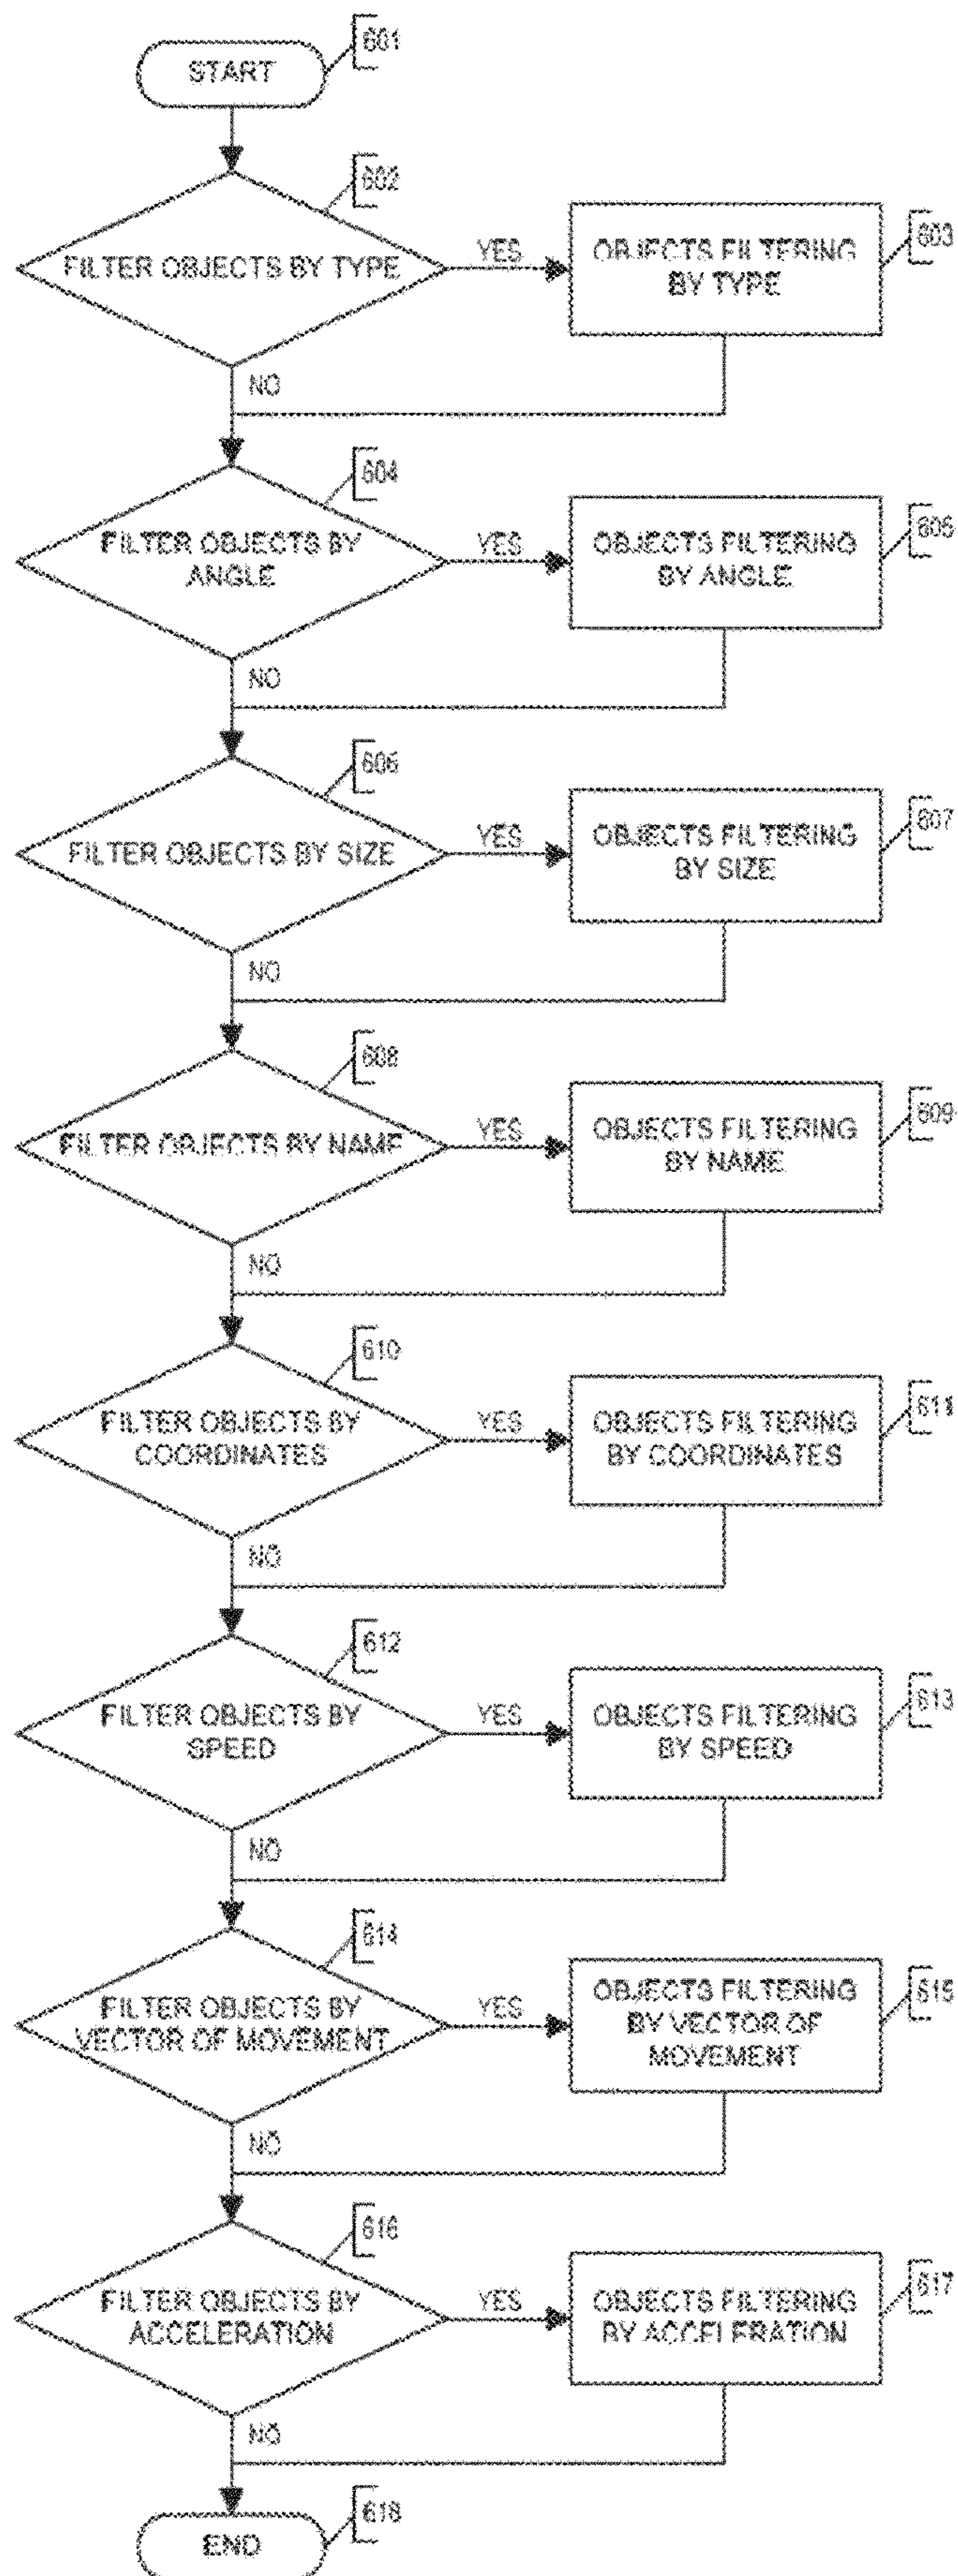 601
START
602
FILTER OBJECTS BY TYPE
YES
OBJECTS FILTERING
BY TYPE
603
NO
604
FILTER OBJECTS BY
ANGLE
YES
OBJECTS FILTERING
BY ANGLE
605
NO
606
FILTER OBJECTS BY SIZE
YES
OBJECTS FILTERING
BY SIZE
607
NO
608
FILTER OBJECTS BY NAME
YES
OBJECTS FILTERING
BY NAME
609
NO
610
FILTER OBJECTS BY
COORDINATES
YES
OBJECTS FILTERING
BY COORDINATES
611
NO
612
FILTER OBJECTS BY
SPEED
YES
OBJECTS FILTERING
BY SPEED
613
NO
614
FILTER OBJECTS BY
VECTOR OF MOVEMENT
YES
OBJECTS FILTERING
BY VECTOR OF
MOVEMENT
615
NO
616
FILTER OBJECTS BY
ACCELERATION
YES
OBJECTS FILTERING
BY ACCELERATION
617
NO
618
END